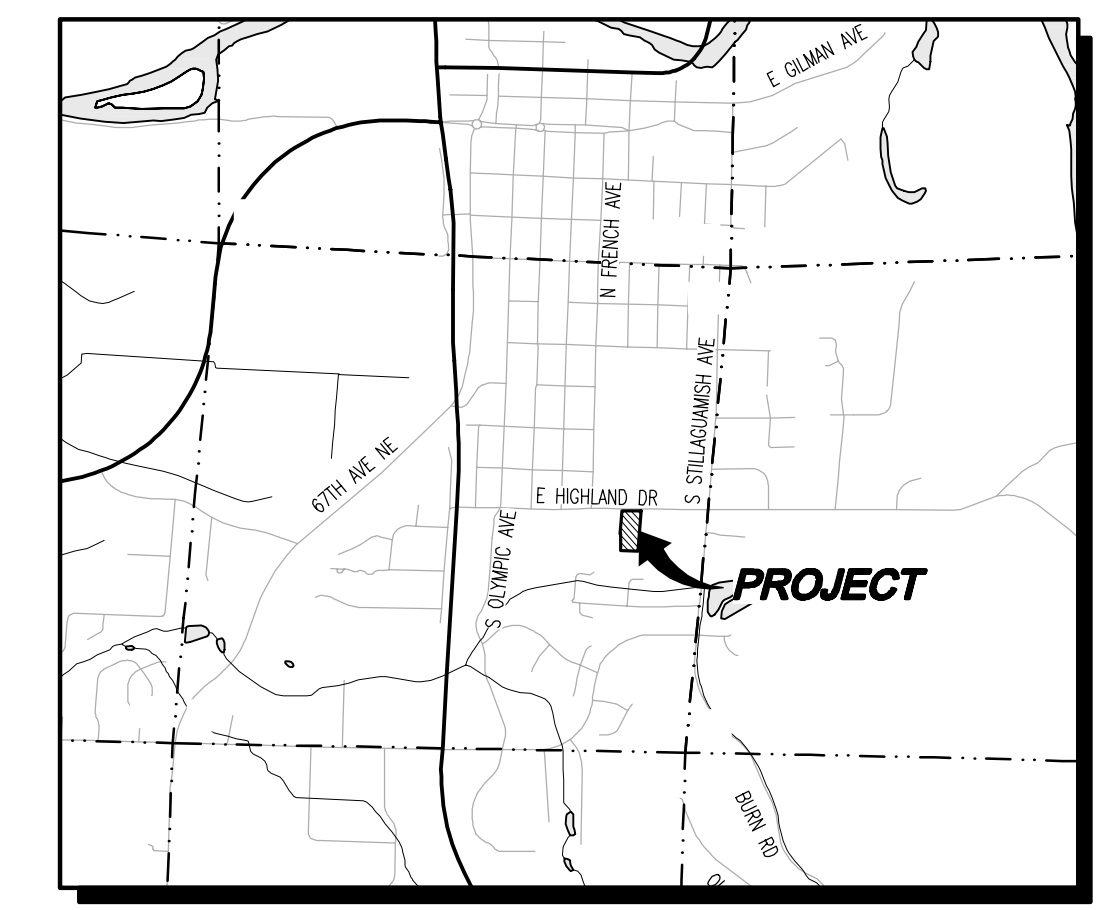 E GILMAN AVE
N FRENCH AVE
S STILLAGUAMISH AVE
67TH AVE NE
E HIGHLAND DR
S OLYMPIC AVE
PROJECT
BURN RD